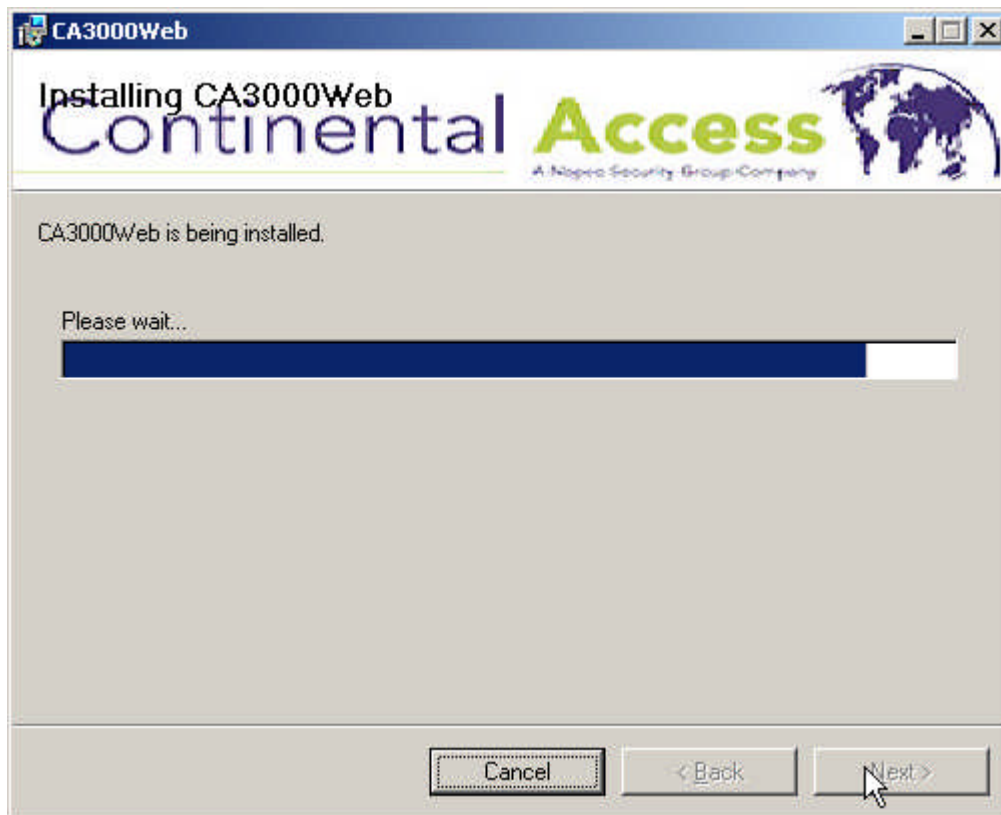 CA3000Web
Installing CA3000Web
Continental Access
A Napco Security Group Company
CA3000Web is being installed.
Please wait...
Cancel
< Back
Next >